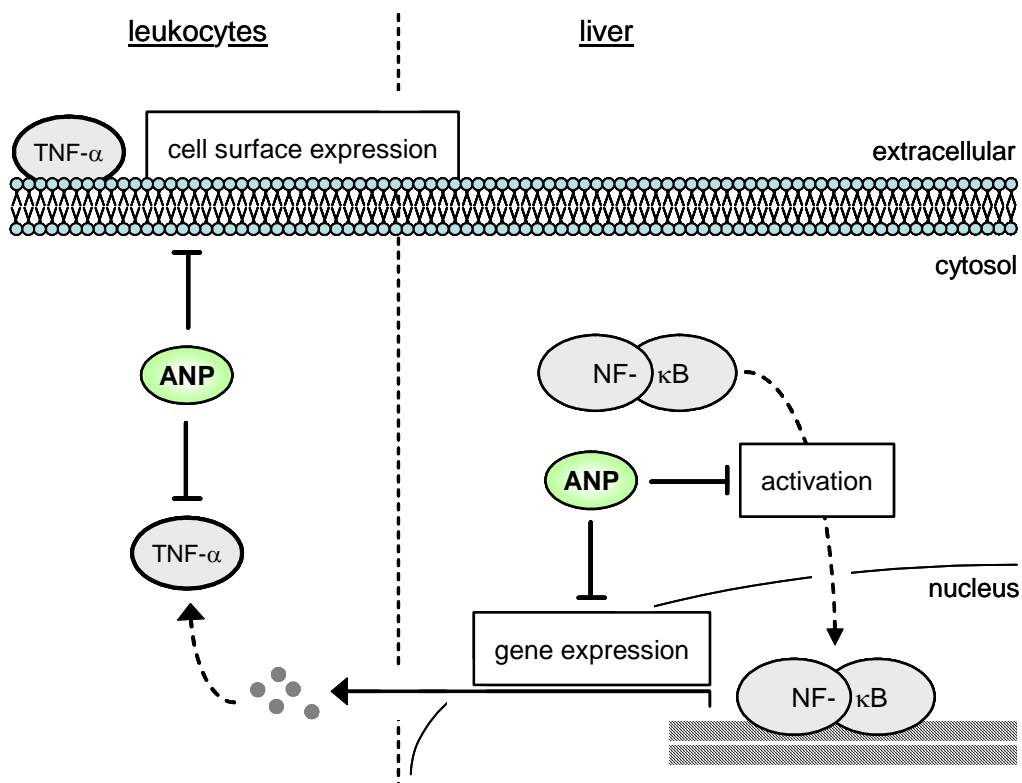 leukocytes
liver
TNF-α
cell surface expression
extracellular
cytosol
ANP
NF-κB
ANP
activation
TNF-α
nucleus
gene expression
NF-κB